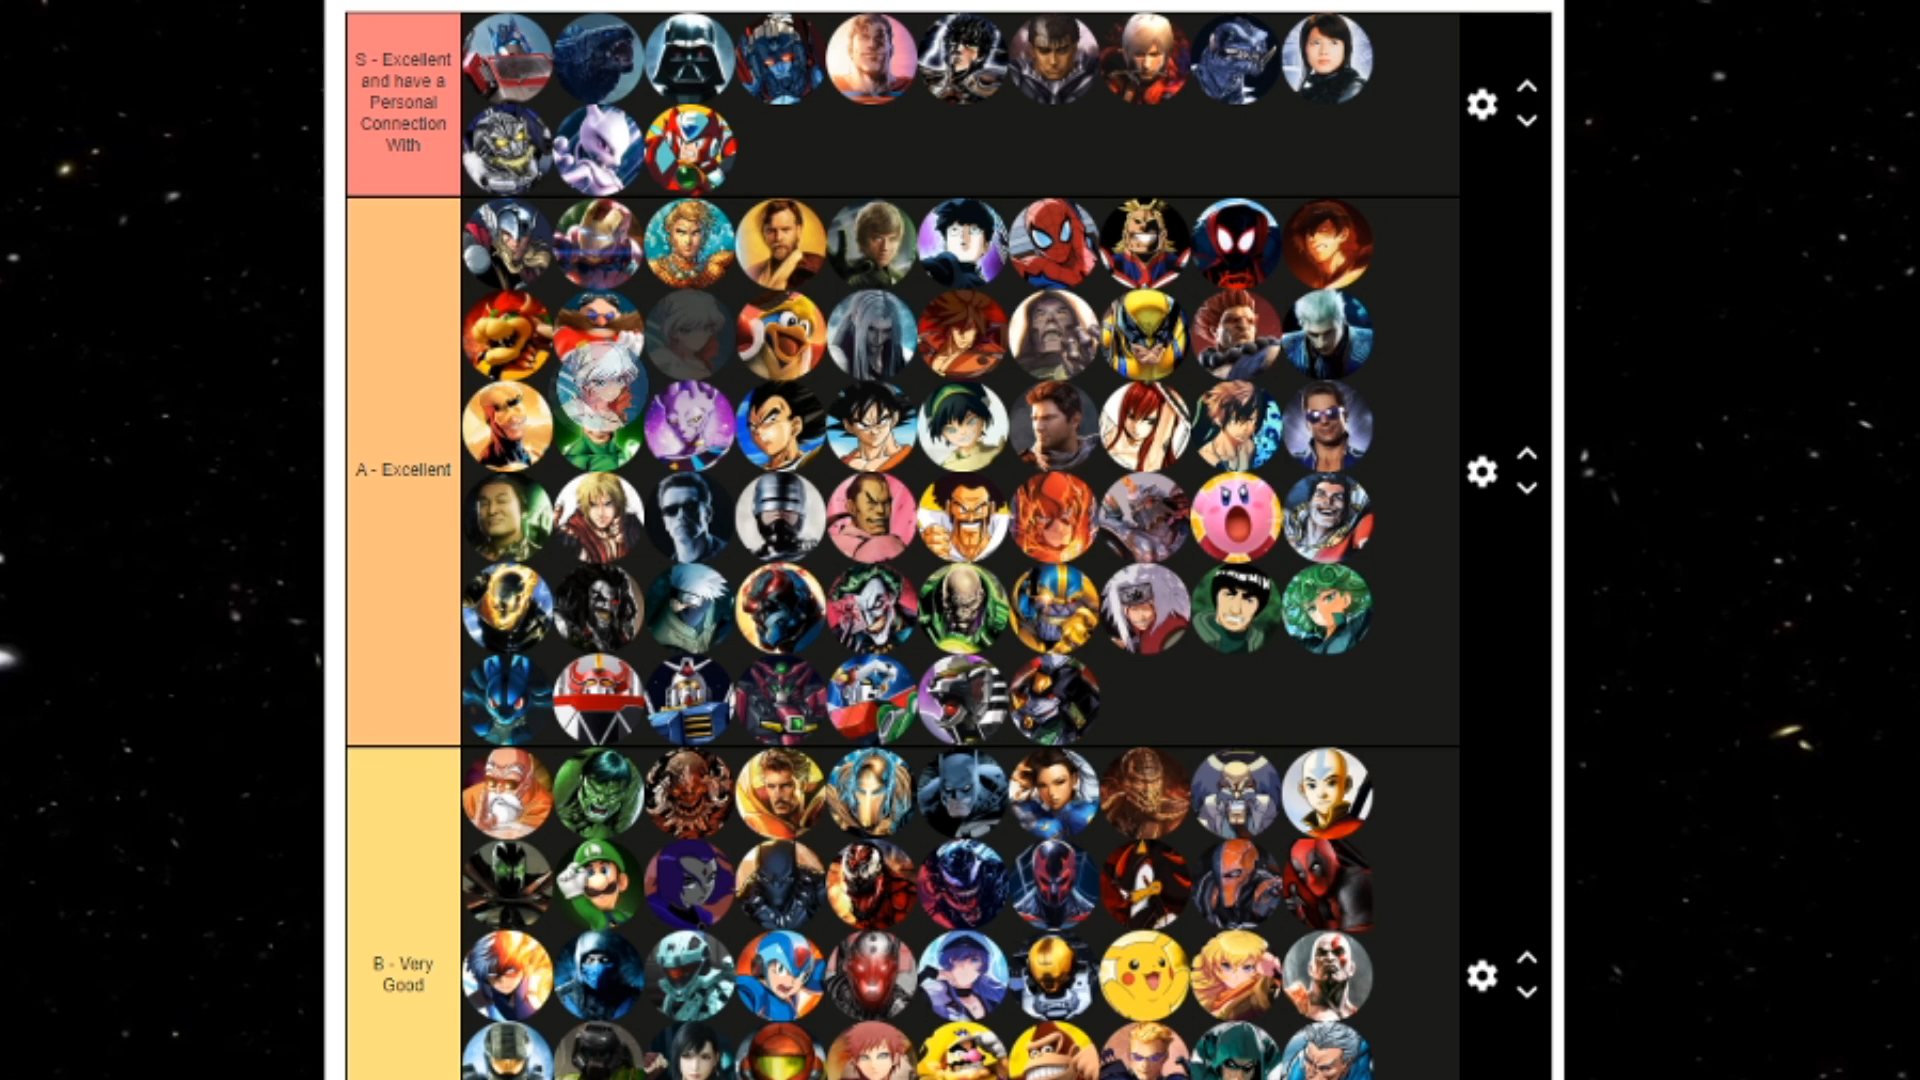 S - Excellent
and have a
Personal
Connection
With
A - Excellent
B - Very
Good